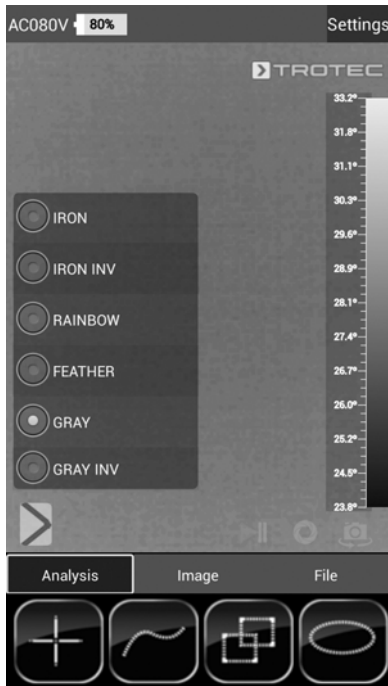 AC080V 80% Settings
TROTEC
33.2°
31.8°
31.1°
30.3°
29.6°
28.9°
28.1°
27.4°
26.7°
26.0°
25.2°
24.5°
23.8°
IRON
IRON INV
RAINBOW
FEATHER
GRAY
GRAY INV
Analysis Image File